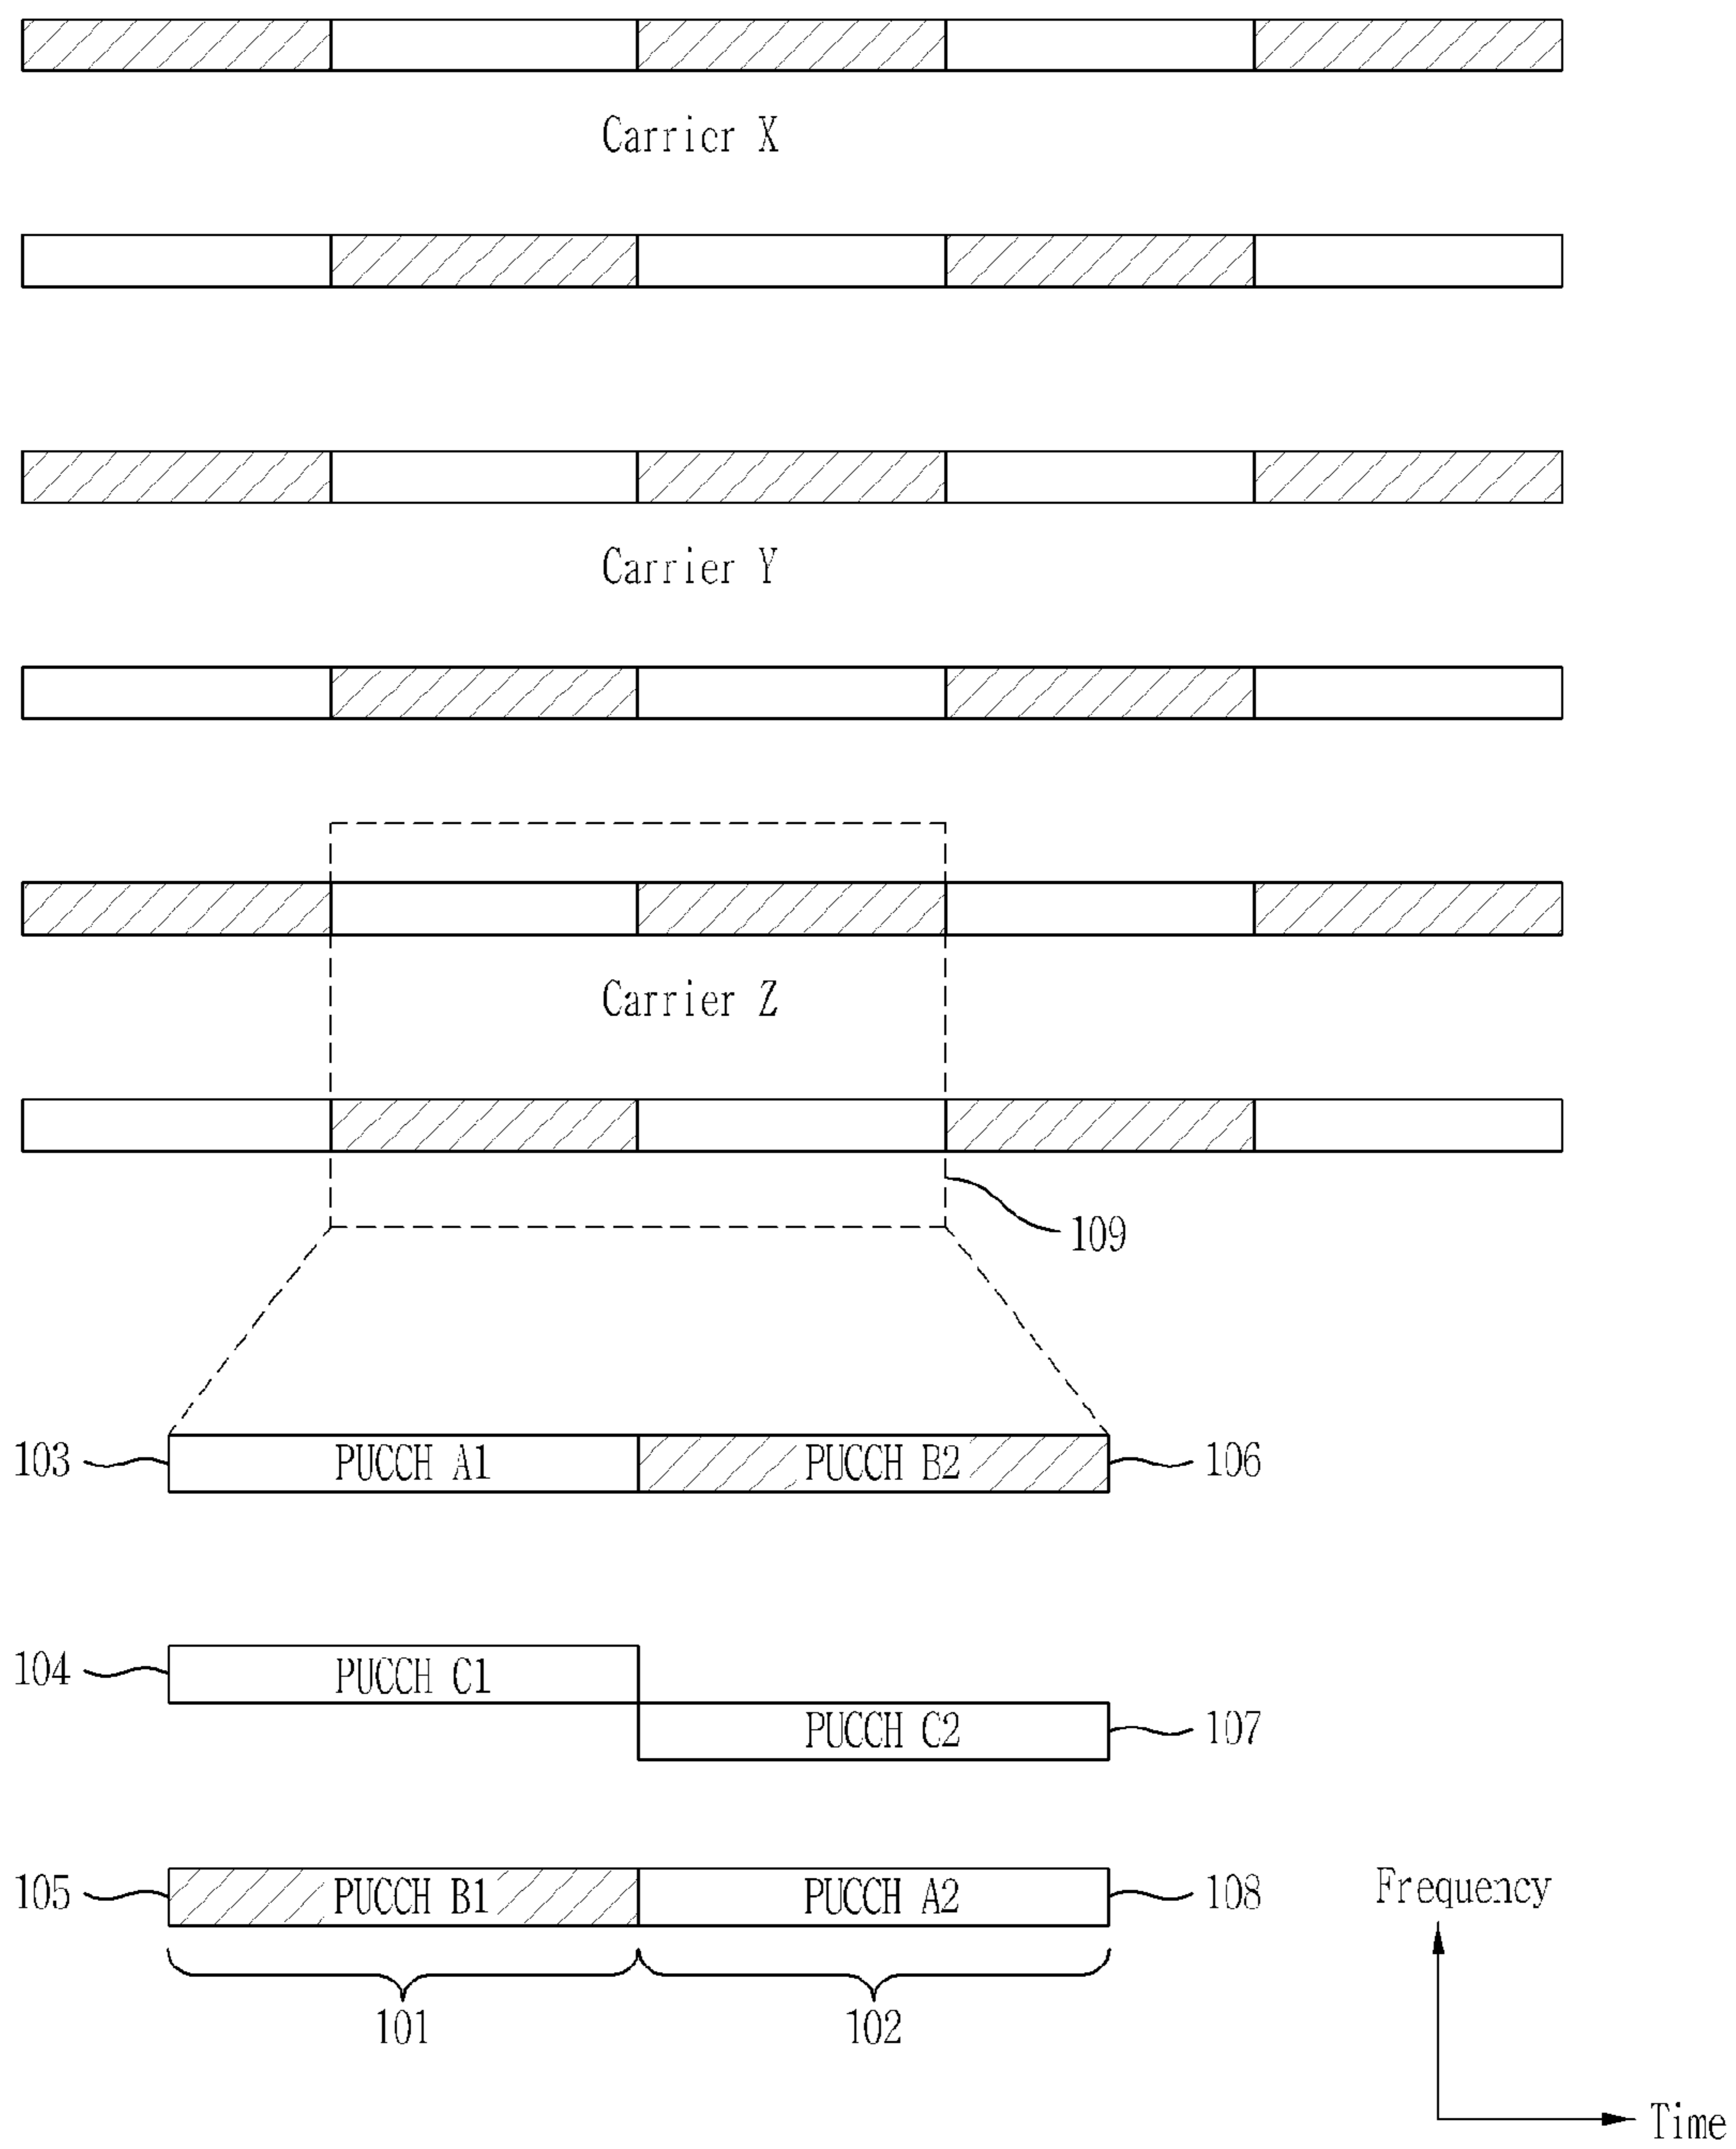 Carrier X
Carrier Y
Carrier Z
109
103 PUCCH A1 PUCCH B2 106
104 PUCCH C1
PUCCH C2 107
105 PUCCH B1 PUCCH A2 108
Frequency
101 102
Time